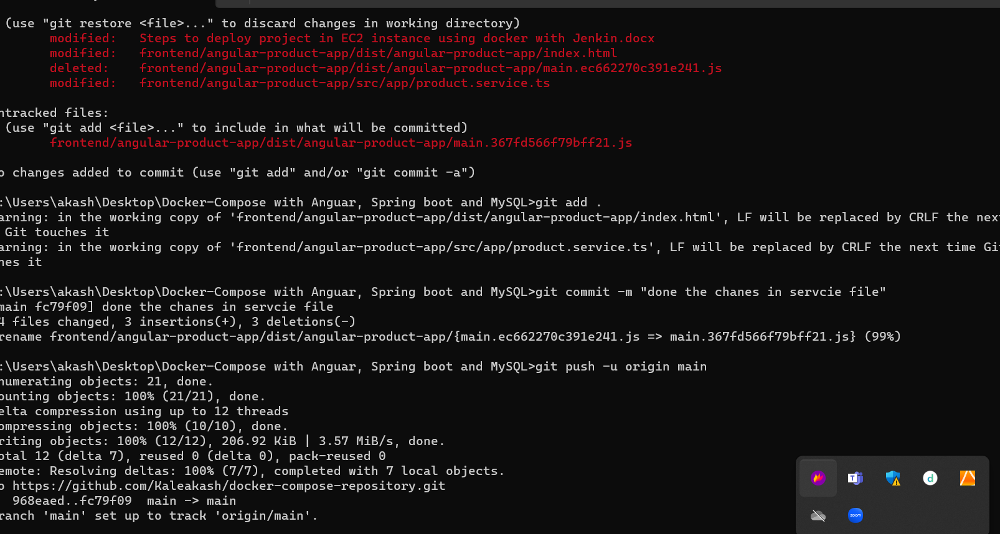 (use "git restore <file>..." to discard changes in working directory)
modified:   Steps to deploy project in EC2 instance using docker with Jenkin.docx
modified:   frontend/angular-product-app/dist/angular-product-app/index.html
deleted:    frontend/angular-product-app/dist/angular-product-app/main.ec662270c391e241.js
modified:   frontend/angular-product-app/src/app/product.service.ts
ntracked files:
(use "git add <file>..." to include in what will be committed)
frontend/angular-product-app/dist/angular-product-app/main.367fd566f79bff21.js
o changes added to commit (use "git add" and/or "git commit -a")
:\Users\akash\Desktop\Docker-Compose with Anguar, Spring boot and MySQL>git add .
arning: in the working copy of 'frontend/angular-product-app/dist/angular-product-app/index.html', LF will be replaced by CRLF the nex
Git touches it
arning: in the working copy of 'frontend/angular-product-app/src/app/product.service.ts', LF will be replaced by CRLF the next time Gi
hes it
:\Users\akash\Desktop\Docker-Compose with Anguar, Spring boot and MySQL>git commit -m "done the chanes in servcie file"
main fc79f09] done the chanes in servcie file
4 files changed, 3 insertions(+), 3 deletions(-)
rename frontend/angular-product-app/dist/angular-product-app/{main.ec662270c391e241.js => main.367fd566f79bff21.js} (99%)
:\Users\akash\Desktop\Docker-Compose with Anguar, Spring boot and MySQL>git push -u origin main
numerating objects: 21, done.
ounting objects: 100% (21/21), done.
elta compression using up to 12 threads
ompressing objects: 100% (10/10), done.
riting objects: 100% (12/12), 206.92 KiB | 3.57 MiB/s, done.
otal 12 (delta 7), reused 0 (delta 0), pack-reused 0
emote: Resolving deltas: 100% (7/7), completed with 7 local objects.
o https://github.com/Kaleakash/docker-compose-repository.git
968eaed..fc79f09  main -> main
ranch 'main' set up to track 'origin/main'.
T
d
zoom